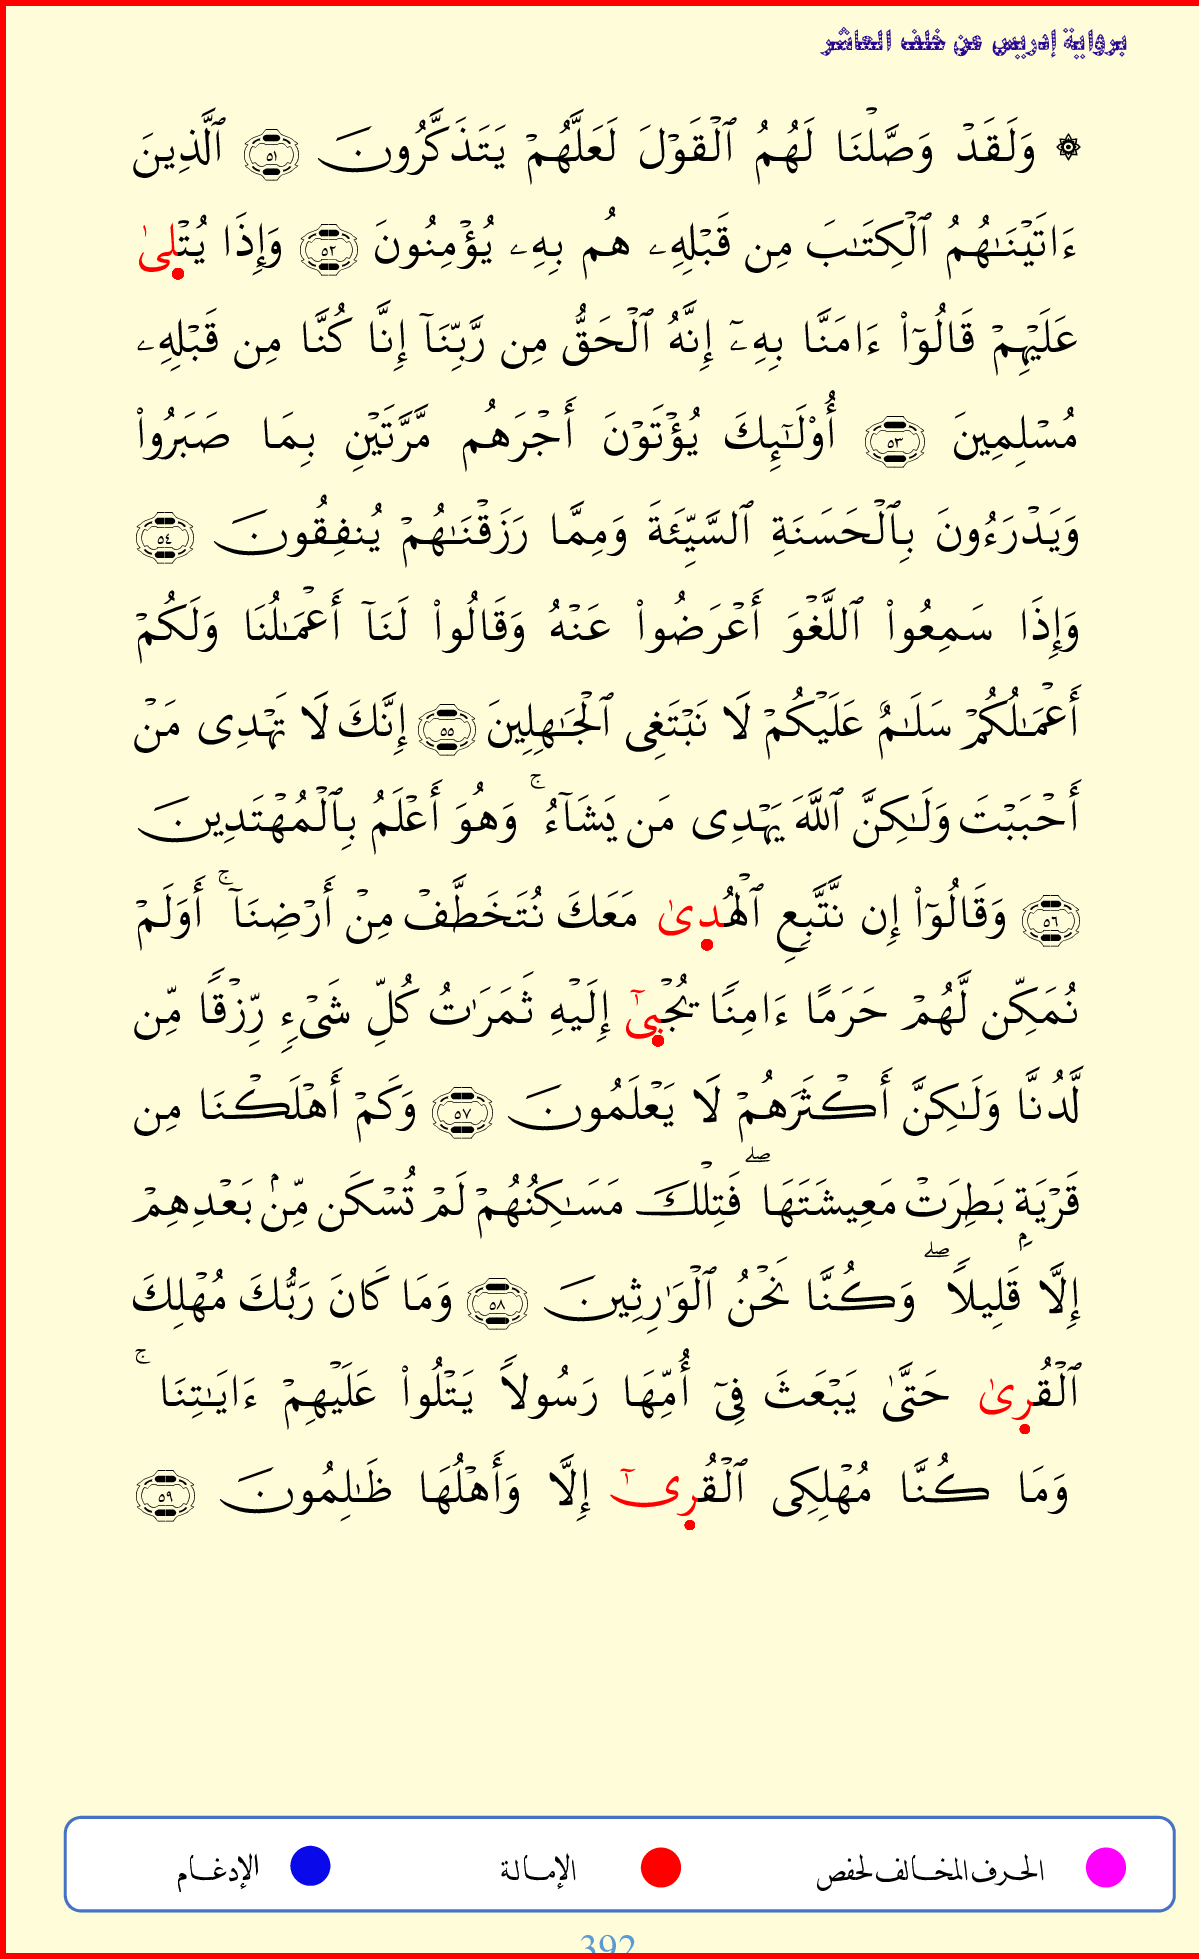 برواية إدريس عن خلف العاشر
۞ وَلَقَدۡ وَصَّلۡنَا لَهُمُ ٱلۡقَوۡلَ لَعَلَّهُمۡ يَتَذَكَّرُونَ ٥١ ٱلَّذِينَ
ءَاتَيۡنَٰهُمُ ٱلۡكِتَٰبَ مِن قَبۡلِهِۦ هُم بِهِۦ يُؤۡمِنُونَ ٥٢ وَإِذَا يُتۡلِىٰ
عَلَيۡهِمۡ قَالُوٓاْ ءَامَنَّا بِهِۦٓ إِنَّهُ ٱلۡحَقُّ مِن رَّبِّنَآ إِنَّا كُنَّا مِن قَبۡلِهِۦ
مُسۡلِمِينَ ٥٣ أُوْلَٰٓئِكَ يُؤۡتَوۡنَ أَجۡرَهُم مَّرَّتَيۡنِ بِمَا صَبَرُواْ
وَيَدۡرَءُونَ بِٱلۡحَسَنَةِ ٱلسَّيِّئَةَ وَمِمَّا رَزَقۡنَٰهُمۡ يُنفِقُونَ ٥٤
وَإِذَا سَمِعُواْ ٱللَّغۡوَ أَعۡرَضُواْ عَنۡهُ وَقَالُواْ لَنَآ أَعۡمَٰلُنَا وَلَكُمۡ
أَعۡمَٰلُكُمۡ سَلَٰمٌ عَلَيۡكُمۡ لَا نَبۡتَغِى ٱلۡجَٰهِلِينَ ٥٥ إِنَّكَ لَا تَهۡدِى مَنۡ
أَحۡبَبۡتَ وَلَٰكِنَّ ٱللَّهَ يَهۡدِى مَن يَشَآءُۚ وَهُوَ أَعۡلَمُ بِٱلۡمُهۡتَدِينَ
٥٦ وَقَالُوٓاْ إِن نَّتَّبِعِ ٱلۡهُدِىٰ مَعَكَ نُتَخَطَّفۡ مِنۡ أَرۡضِنَآۚ أَوَلَمۡ
نُمَكِّن لَّهُمۡ حَرَمًا ءَامِنًا يُجۡبِىٰٓ إِلَيۡهِ ثَمَرَٰتُ كُلِّ شَىۡءٖ رِّزۡقًا مِّن
لَّدُنَّا وَلَٰكِنَّ أَكۡثَرَهُمۡ لَا يَعۡلَمُونَ ٥٧ وَكَمۡ أَهۡلَكۡنَا مِن
قَرۡيَةِۭ بَطِرَتۡ مَعِيشَتَهَاۖ فَتِلۡكَ مَسَٰكِنُهُمۡ لَمۡ تُسۡكَن مِّنۢ بَعۡدِهِمۡ
إِلَّا قَلِيلًاۖ وَكُنَّا نَحۡنُ ٱلۡوَٰرِثِينَ ٥٨ وَمَا كَانَ رَبُّكَ مُهۡلِكَ
ٱلۡقُرِىٰ حَتَّىٰ يَبۡعَثَ فِىٓ أُمِّهَا رَسُولًا يَتۡلُواْ عَلَيۡهِمۡ ءَايَٰتِنَاۚ
وَمَا كُنَّا مُهۡلِكِى ٱلۡقُرِىٰٓ إِلَّا وَأَهۡلُهَا ظَٰلِمُونَ ٥٩
الحرف المخالف لحفص الإمالة الإدغام
392